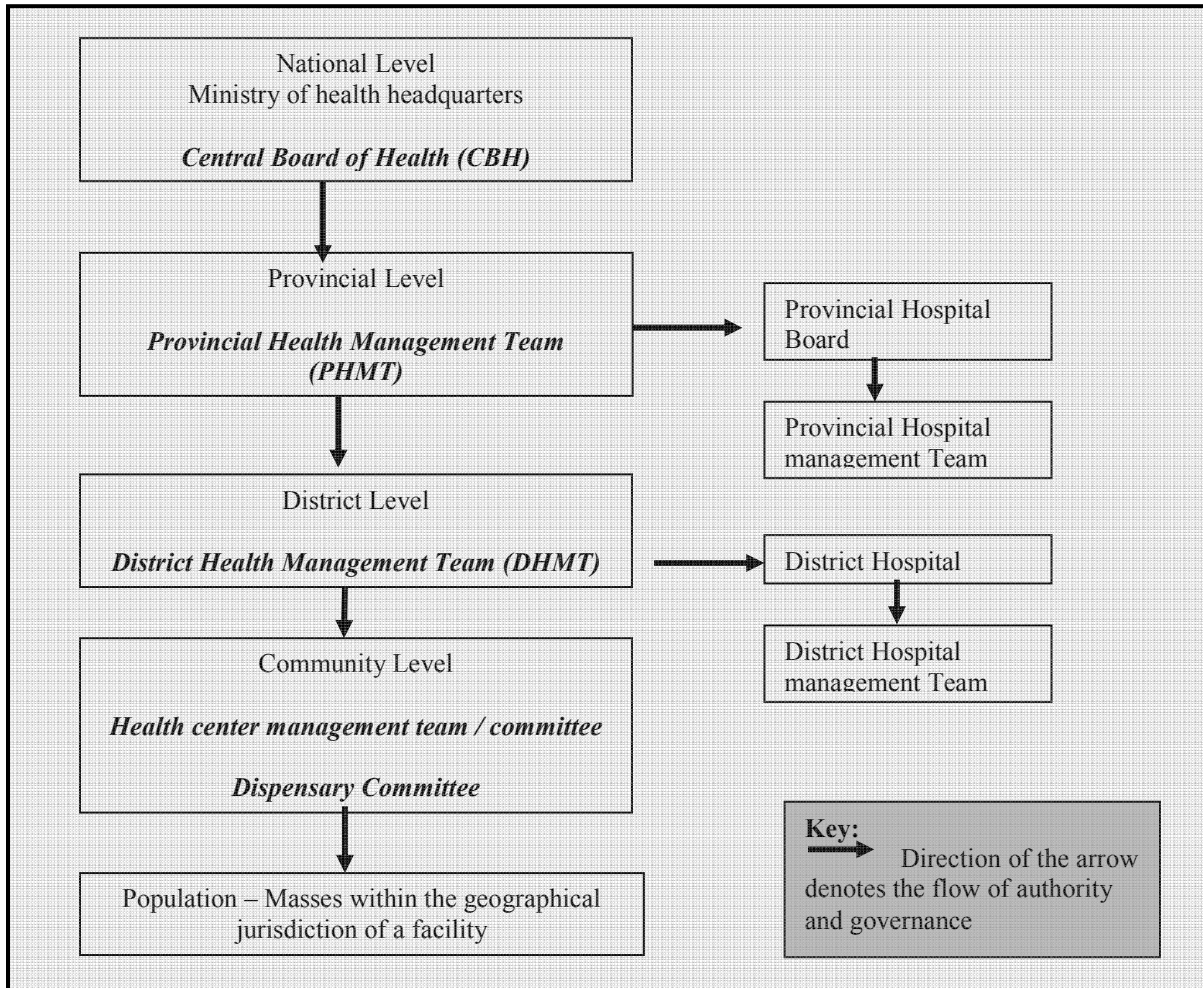 National Level
Ministry of health headquarters
Central Board of Health (CBH)
Provincial Level
Provincial Health Management Team
(PHMT)
Provincial Hospital
Board
Provincial Hospital
management Team
District Level
District Health Management Team (DHMT)
District Hospital
District Hospital
management Team
Community Level
Health center management team / committee
Dispensary Committee
Population – Masses within the geographical
jurisdiction of a facility
Key:
Direction of the arrow
denotes the flow of authority
and governance